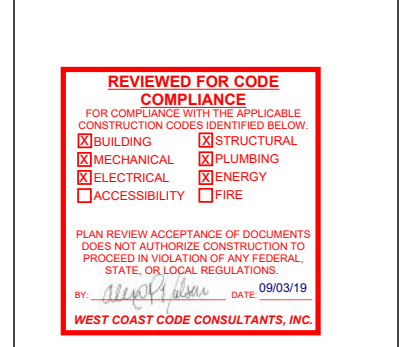 REVIEWED FOR CODE
COMPLIANCE
FOR COMPLIANCE WITH THE APPLICABLE
CONSTRUCTION CODES IDENTIFIED BELOW.
X BUILDING X STRUCTURAL
X MECHANICAL X PLUMBING
X ELECTRICAL X ENERGY
ACCESSIBILITY FIRE
PLAN REVIEW ACCEPTANCE OF DOCUMENTS
DOES NOT AUTHORIZE CONSTRUCTION TO
PROCEED IN VIOLATION OF ANY FEDERAL,
STATE, OR LOCAL REGULATIONS.
BY: DATE: 09/03/19
WEST COAST CODE CONSULTANTS, INC.